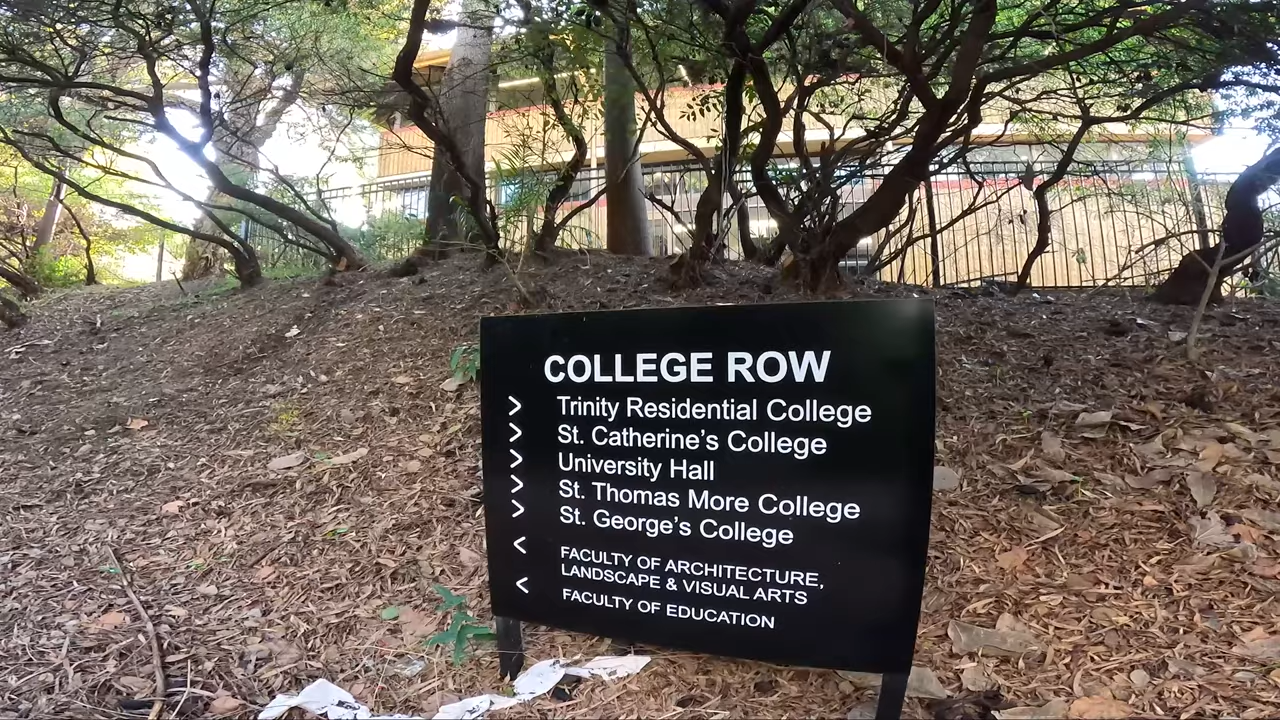 COLLEGE ROW
> Trinity Residential College
> St. Catherine's College
> University Hall
> St. Thomas More College
> St. George's College
< FACULTY OF ARCHITECTURE,
LANDSCAPE & VISUAL ARTS
< FACULTY OF EDUCATION